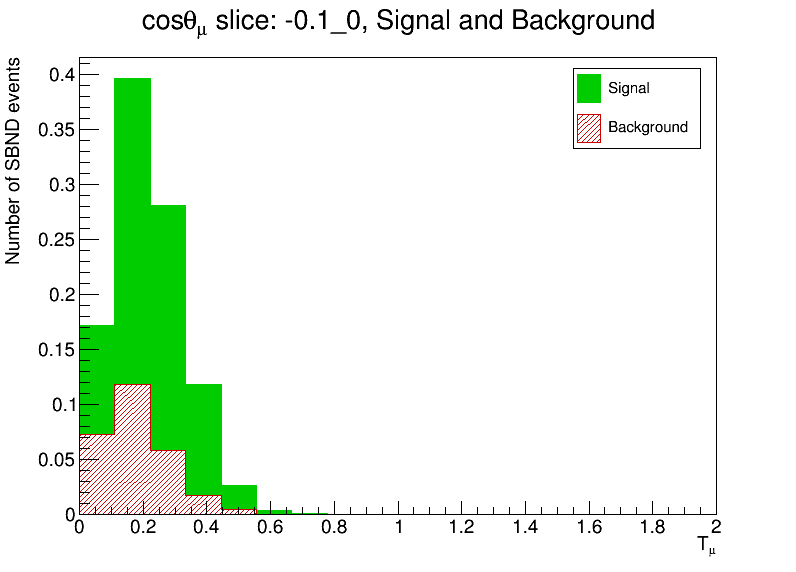 cosθμ slice: -0.1_0, Signal and Background
Number of SBND events
Signal
Background
0.4
0.35
0.3
0.25
0.2
0.15
0.1
0.05
0
0 0.2 0.4 0.6 0.8 1 1.2 1.4 1.6 1.8 2
Tμ